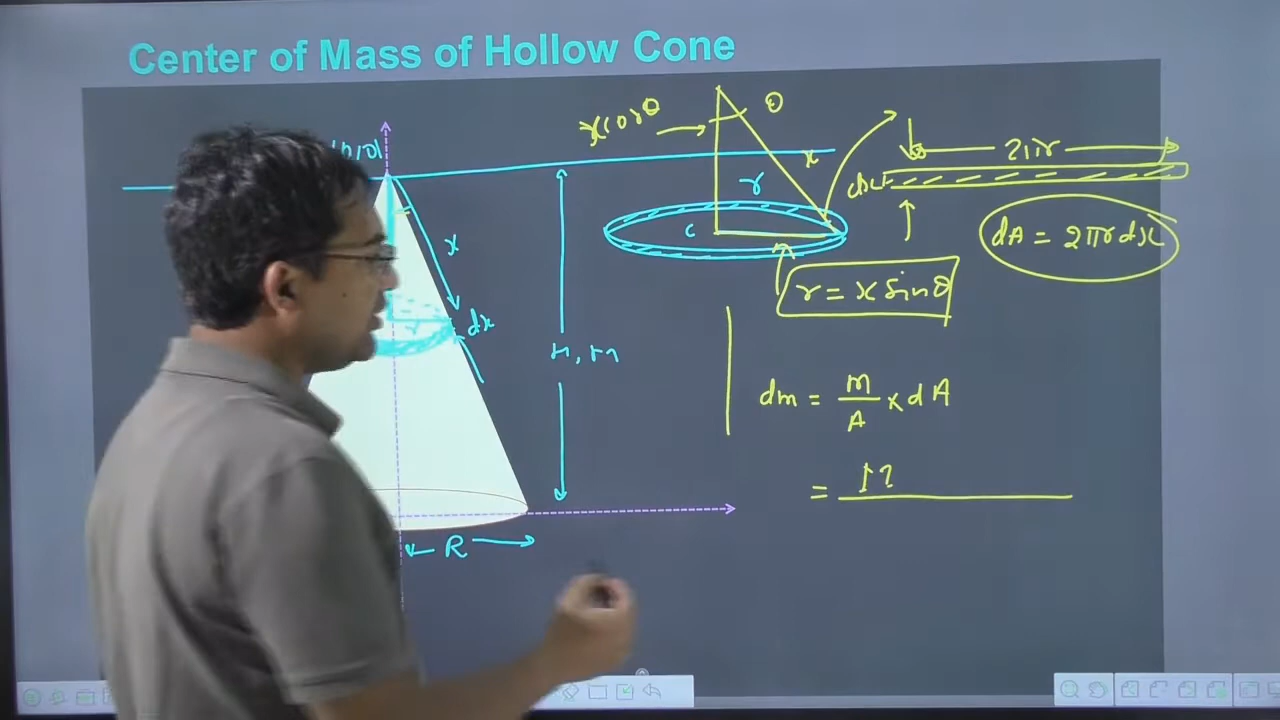 Center of Mass of Hollow Cone
x cos θ
θ
x
r
c
2πr
dx
dA = 2πr dx
r = x sin θ
x
dx
r
H, M
R
dm = M/A × dA
= M